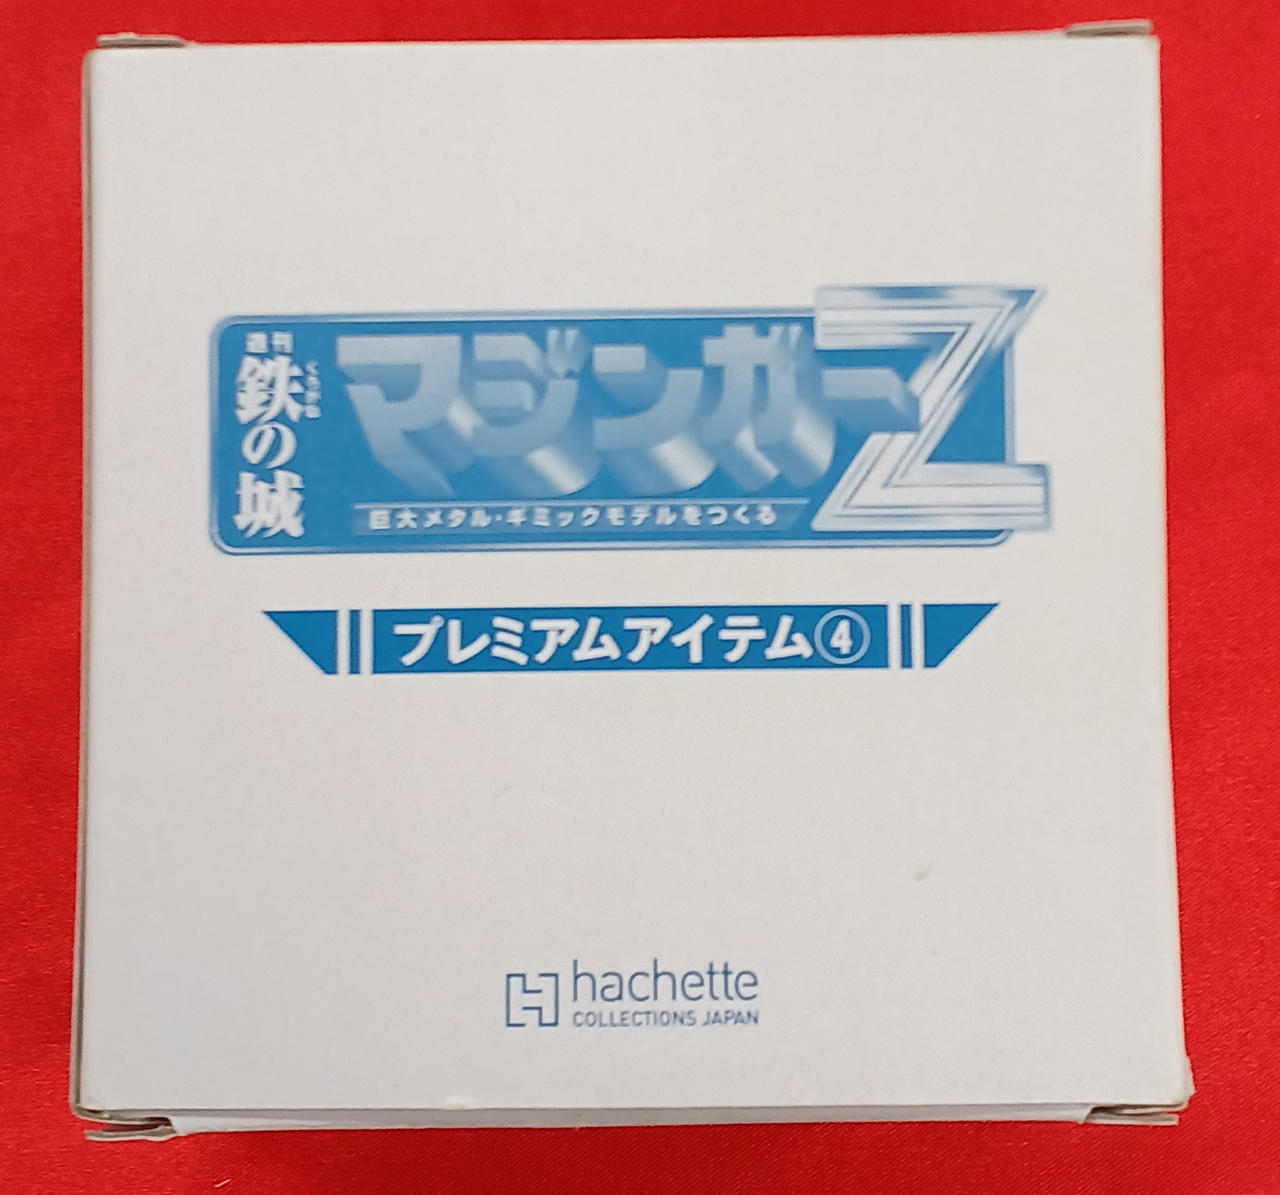 週刊
鉄の城
くろがね
マジンガーZ
巨大メタル・ギミックモデルをつくる
プレミアムアイテム④
hachette
COLLECTIONS JAPAN